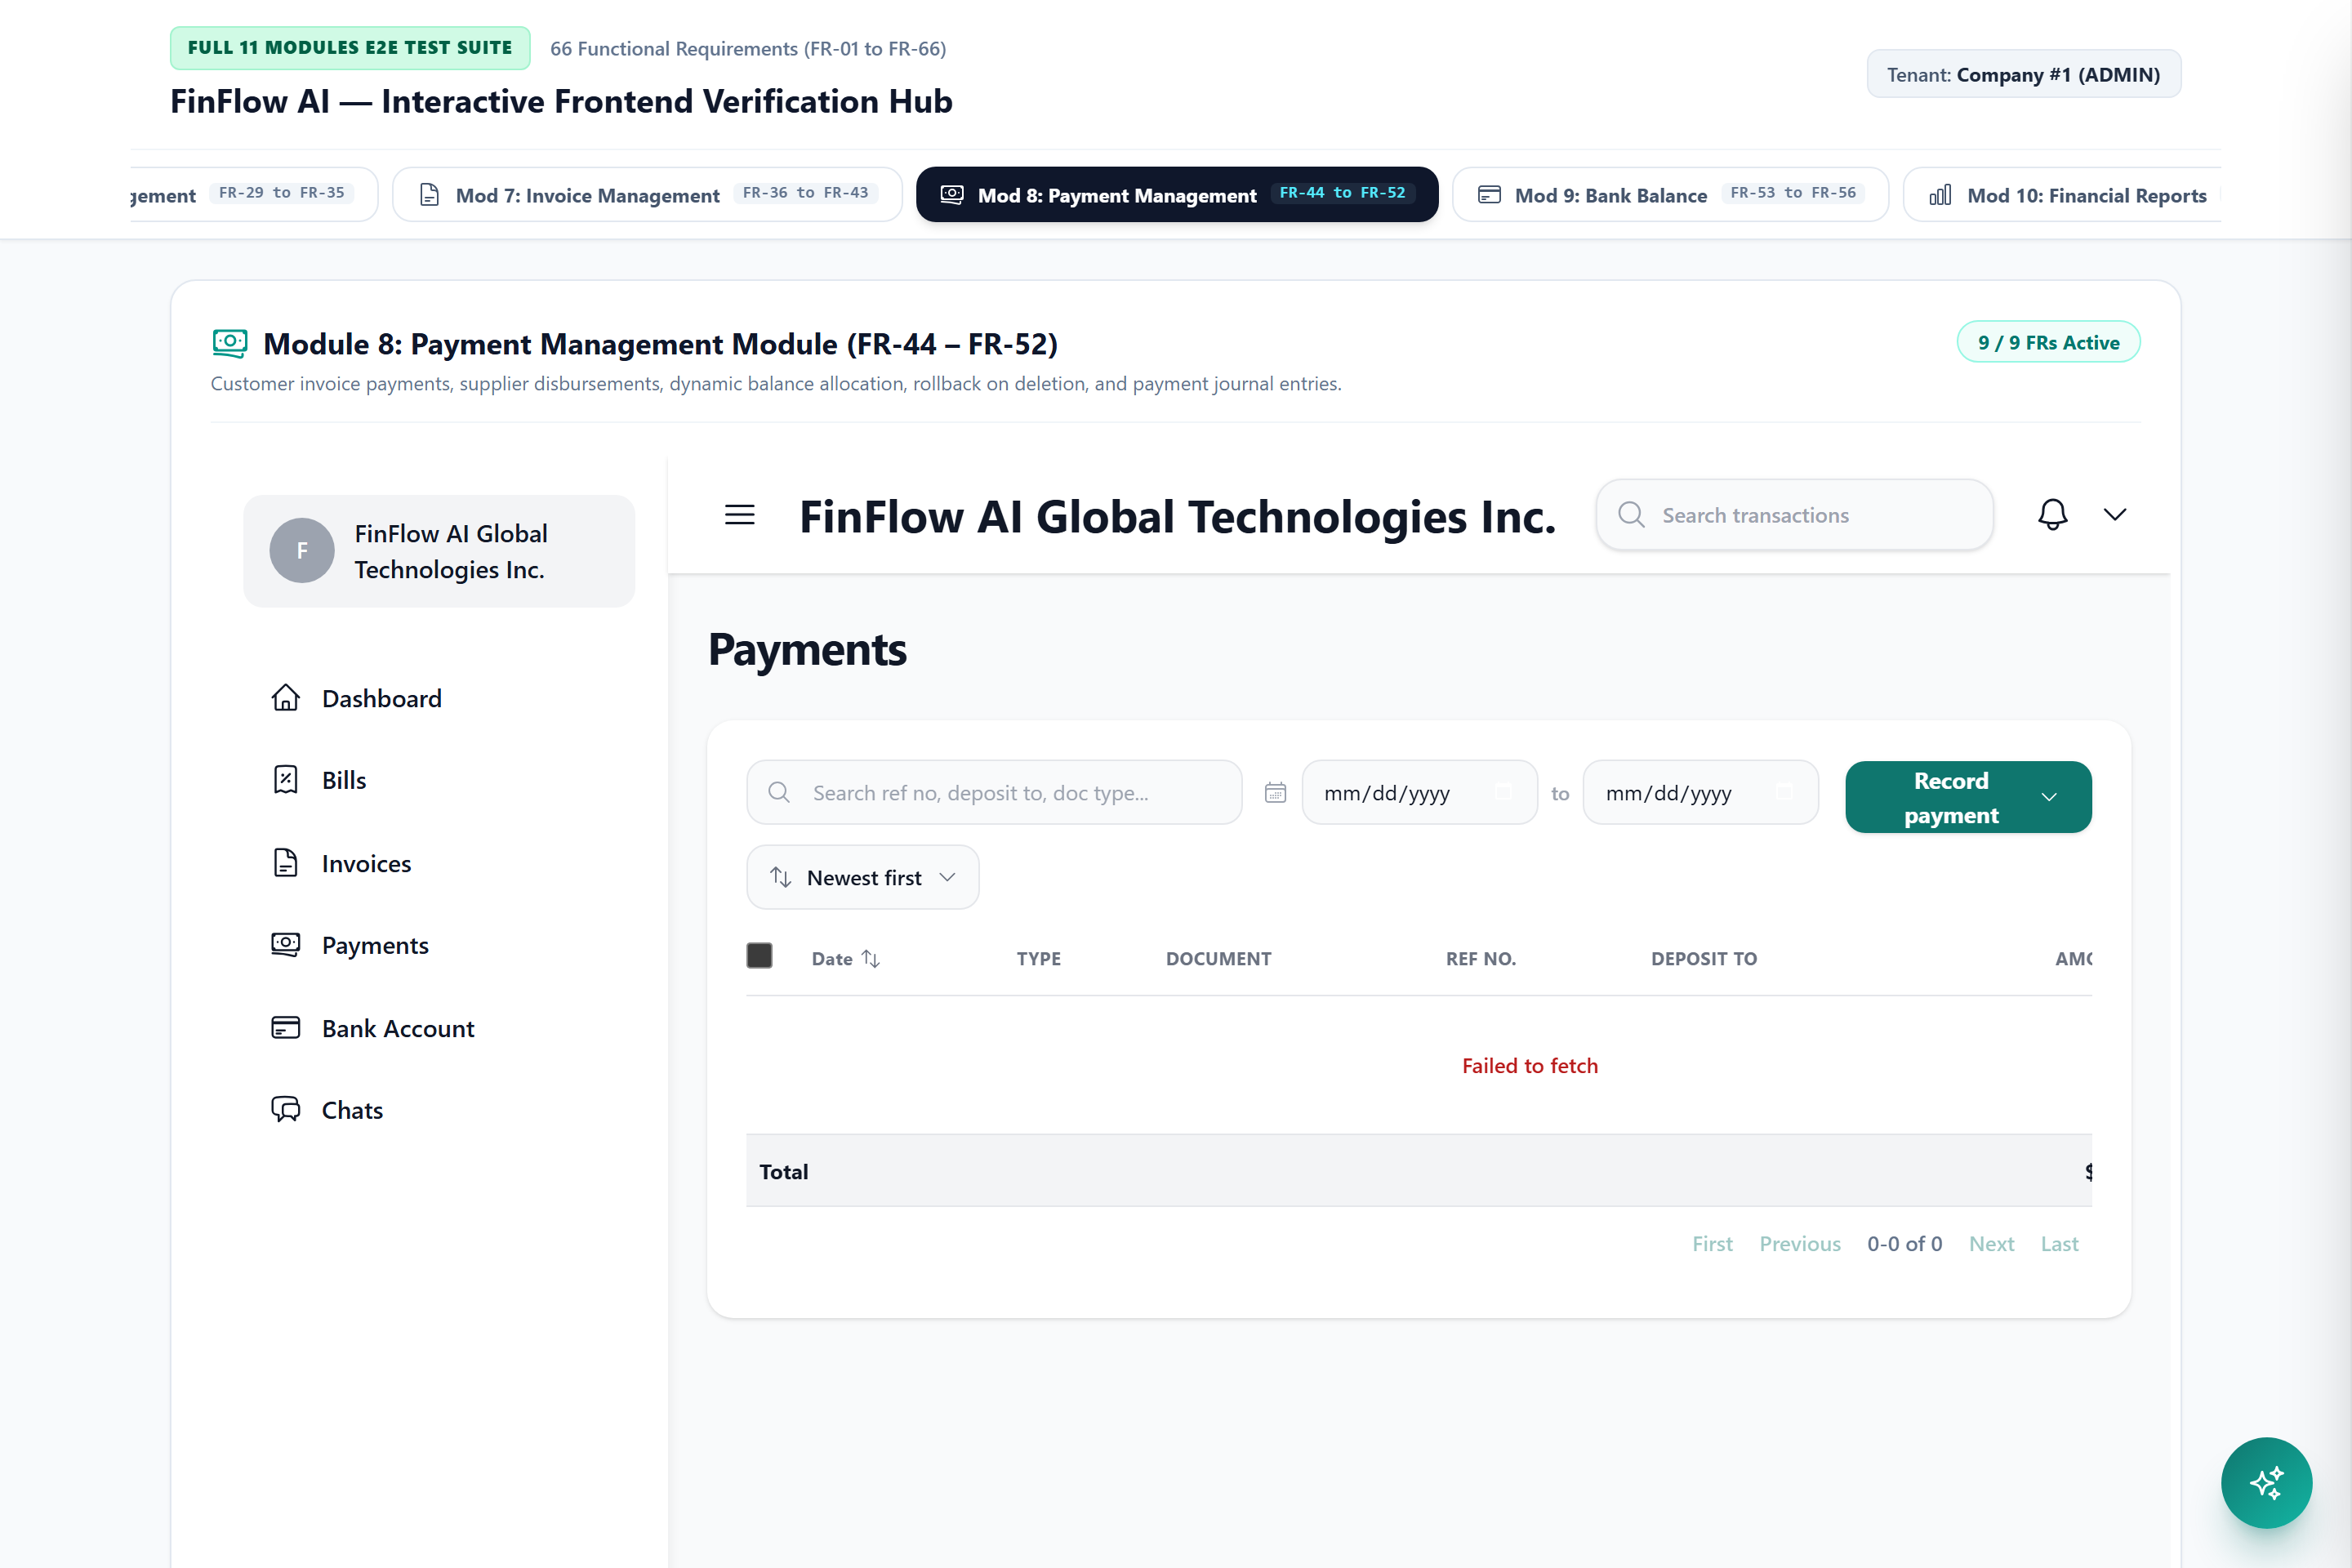 FULL 11 MODULES E2E TEST SUITE 66 Functional Requirements (FR-01 to FR-66)
FinFlow AI — Interactive Frontend Verification Hub
Tenant: Company #1 (ADMIN)
gement FR-29 to FR-35 Mod 7: Invoice Management FR-36 to FR-43 Mod 8: Payment Management FR-44 to FR-52 Mod 9: Bank Balance FR-53 to FR-56 Mod 10: Financial Reports
Module 8: Payment Management Module (FR-44 – FR-52)
9 / 9 FRs Active
Customer invoice payments, supplier disbursements, dynamic balance allocation, rollback on deletion, and payment journal entries.
F
FinFlow AI Global
Technologies Inc.
Dashboard
Bills
Invoices
Payments
Bank Account
Chats
FinFlow AI Global Technologies Inc.
Search transactions
Payments
Search ref no, deposit to, doc type...
mm/dd/yyyy to mm/dd/yyyy
Record
payment
Newest first
Date TYPE DOCUMENT REF NO. DEPOSIT TO AMO
Failed to fetch
Total $
First Previous 0-0 of 0 Next Last